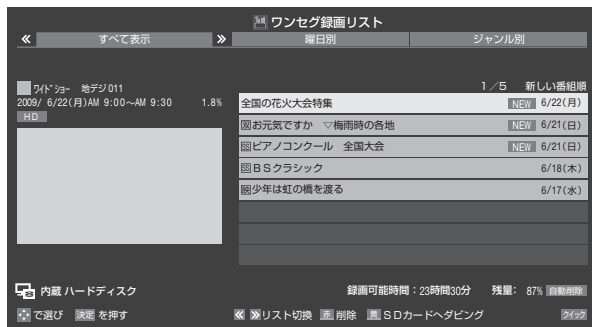 ワンセグ録画リスト
« すべて表示 » 曜日別 ジャンル別
1/5 新しい番組順
ワイドショー 地デジ011
2009/ 6/22(月)AM 9:00～AM 9:30 1.8%
HD
全国の花火大会特集 NEW 6/22(月)
お元気ですか ▽梅雨時の各地 NEW 6/21(日)
ピアノコンクール 全国大会 NEW 6/21(日)
BSクラシック 6/18(木)
少年は虹の橋を渡る 6/17(水)
内蔵 ハードディスク 録画可能時間：23時間30分 残量： 87% 自動削除
で選び 決定 を押す « »リスト切換 赤 削除 黄 SDカードへダビング クイック